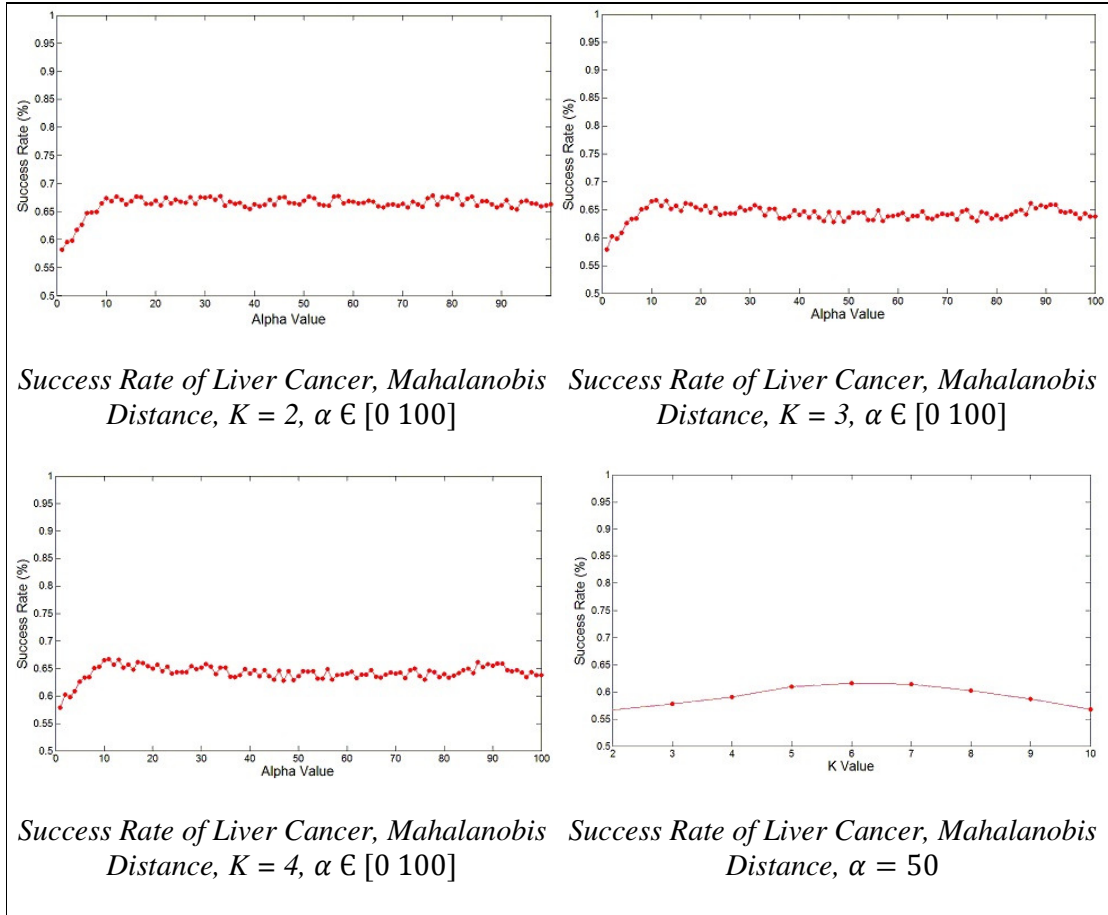 1
0.95
0.9
0.85
0.8
0.75
0.7
0.65
0.6
0.55
0.5
Success Rate (%)
0 10 20 30 40 50 60 70 80 90
Alpha Value
Success Rate of Liver Cancer, Mahalanobis
Distance, K = 2, α Є [0 100]
1
0.95
0.9
0.85
0.8
0.75
0.7
0.65
0.6
0.55
0.5
Success Rate (%)
0 10 20 30 40 50 60 70 80 90 100
Alpha Value
Success Rate of Liver Cancer, Mahalanobis
Distance, K = 3, α Є [0 100]
1
0.95
0.9
0.85
0.8
0.75
0.7
0.65
0.6
0.55
0.5
Success Rate (%)
0 10 20 30 40 50 60 70 80 90 100
Alpha Value
Success Rate of Liver Cancer, Mahalanobis
Distance, K = 4, α Є [0 100]
1
0.95
0.9
0.85
0.8
0.75
0.7
0.65
0.6
0.55
0.5
Success Rate (%)
2 3 4 5 6 7 8 9 10
K Value
Success Rate of Liver Cancer, Mahalanobis
Distance, α = 50